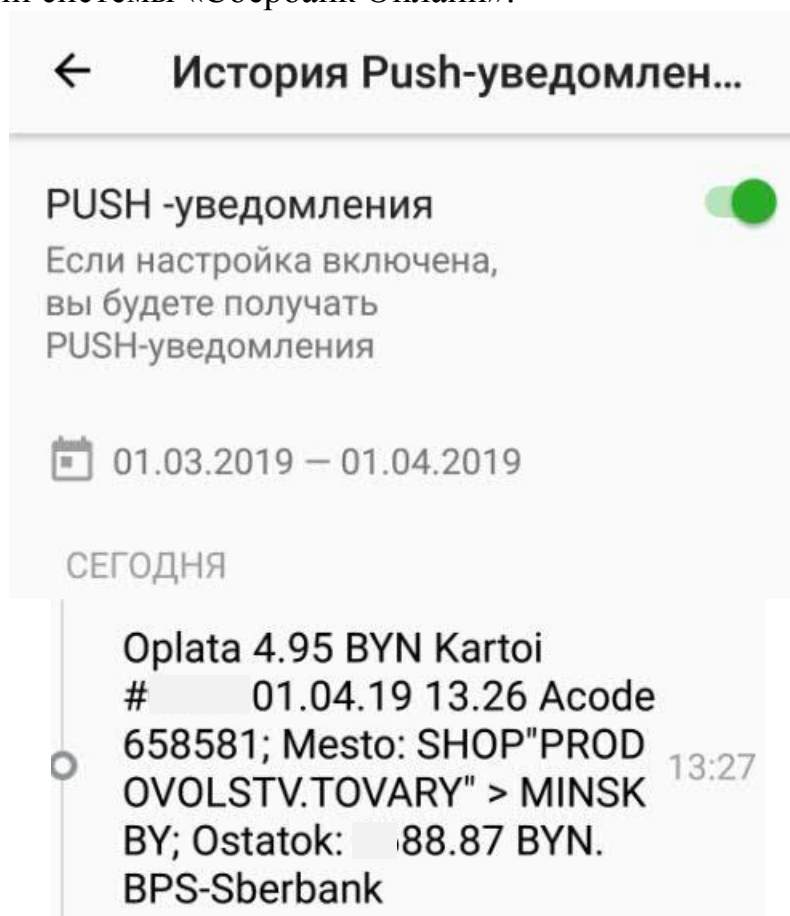 системы «Сбербанк Онлайн».
История Push-уведомлен...
PUSH -уведомления
Если настройка включена,
вы будете получать
PUSH-уведомления
01.03.2019 — 01.04.2019
СЕГОДНЯ
Oplata 4.95 BYN Kartoi
# 01.04.19 13.26 Acode
658581; Mesto: SHOP"PROD
OVOLSTV.TOVARY" > MINSK
BY; Ostatok: 88.87 BYN.
BPS-Sberbank
13:27